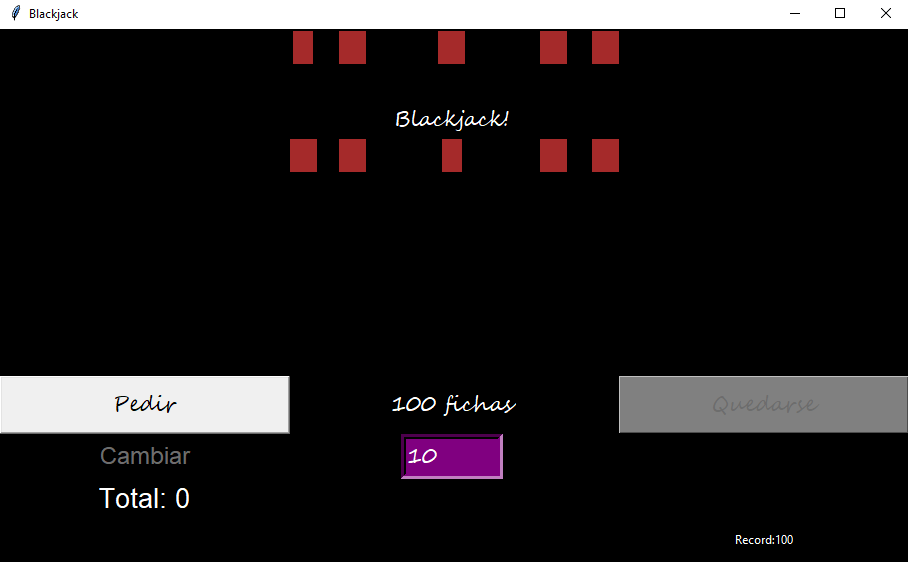 Blackjack
Blackjack!
Pedir
100 fichas
Quedarse
Cambiar
10
Total: 0
Record:100